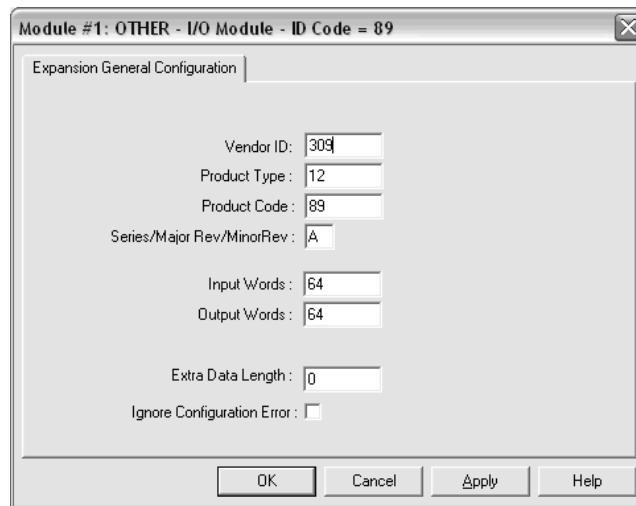 Module #1: OTHER - I/O Module - ID Code = 89
Expansion General Configuration
Vendor ID: 309
Product Type : 12
Product Code : 89
Series/Major Rev/MinorRev : A
Input Words : 64
Output Words : 64
Extra Data Length : 0
Ignore Configuration Error :
OK Cancel Apply Help